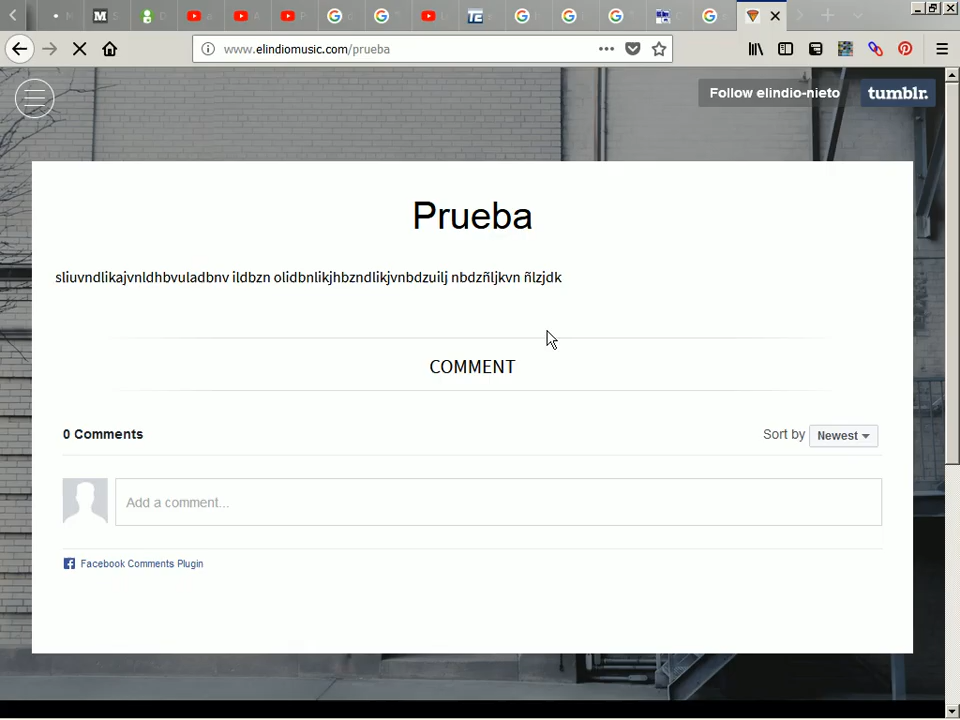 www.elindiomusic.com/prueba
Follow elindio-nieto
tumblr.
Prueba
sliuvndlikajvnldhbvuladbnv ildbzn olidbnlikjhbzndlikjvnbdzuilj nbdzñljkvn ñlzjdk
COMMENT
0 Comments
Sort by
Newest
Add a comment...
Facebook Comments Plugin